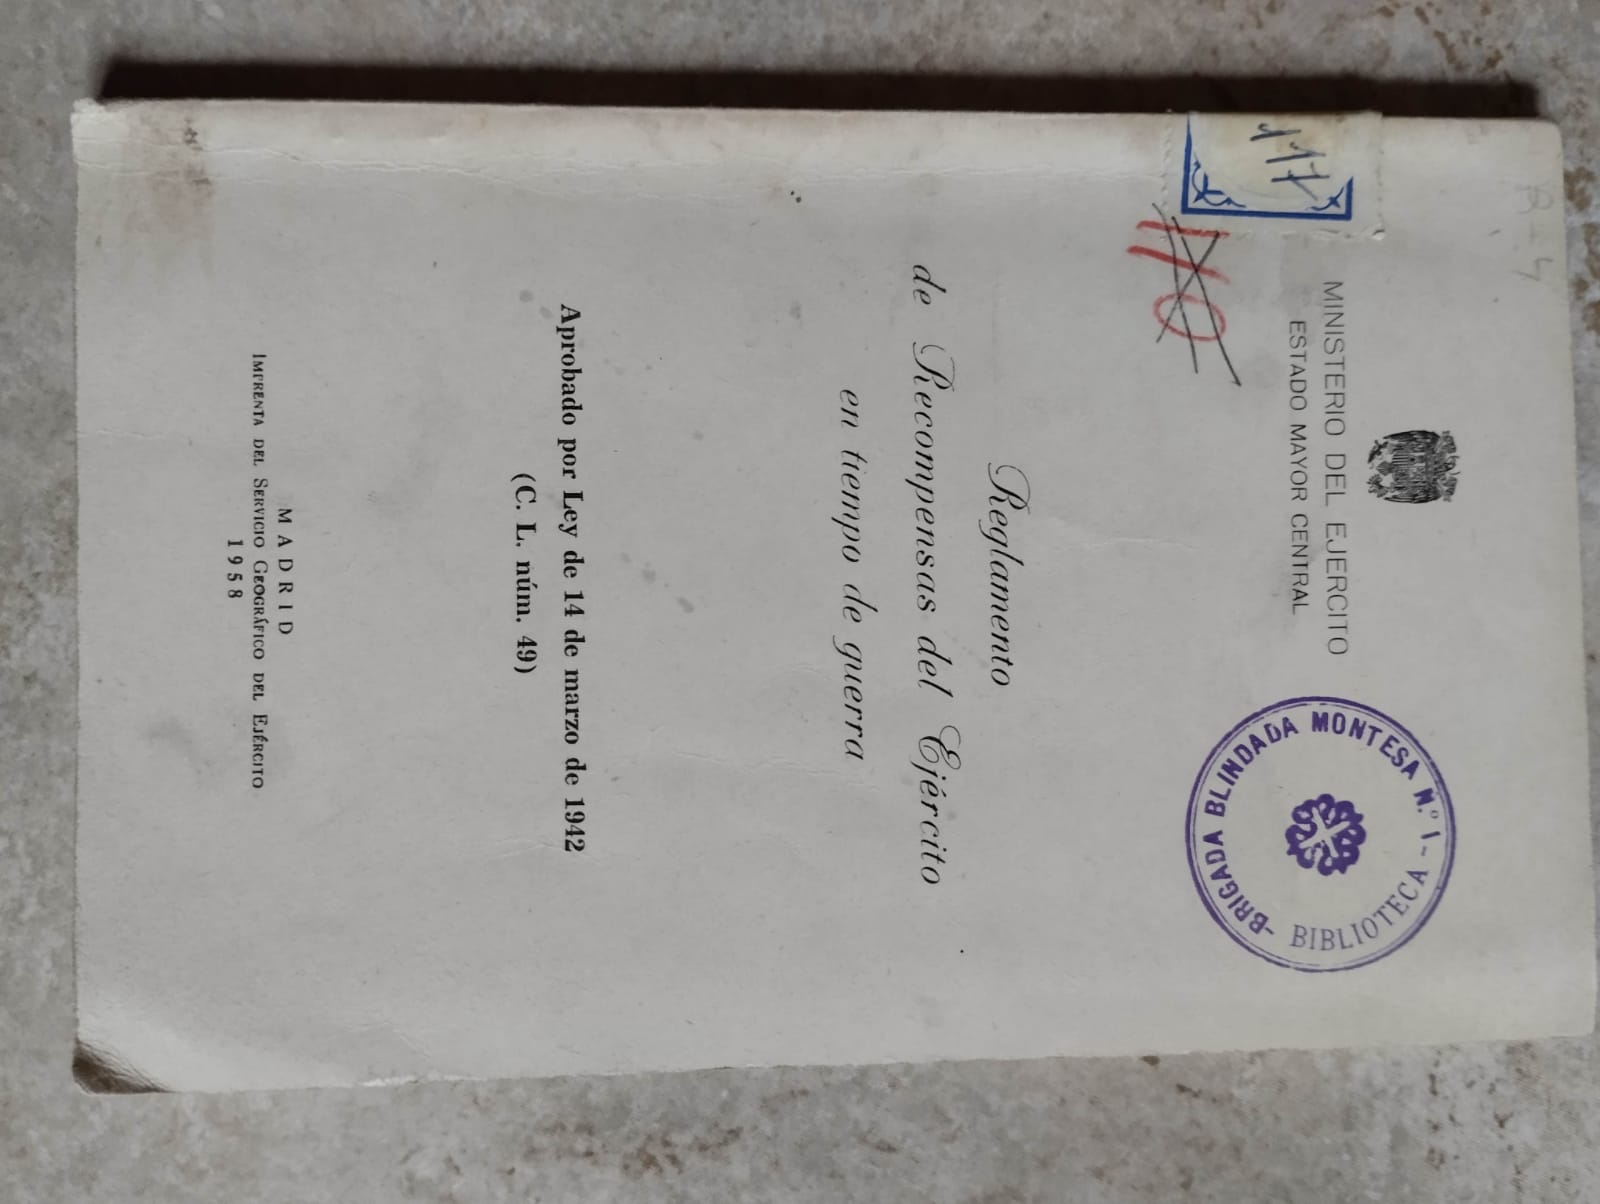 MINISTERIO DEL EJERCITO
ESTADO MAYOR CENTRAL
117
110
BRIGADA BLINDADA MONTESA N.º 1 - BIBLIOTECA -
Reglamento
de Recompensas del Ejército
en tiempo de guerra
Aprobado por Ley de 14 de marzo de 1942
(C. L. núm. 49)
MADRID
IMPRENTA DEL SERVICIO GEOGRÁFICO DEL EJÉRCITO
1958